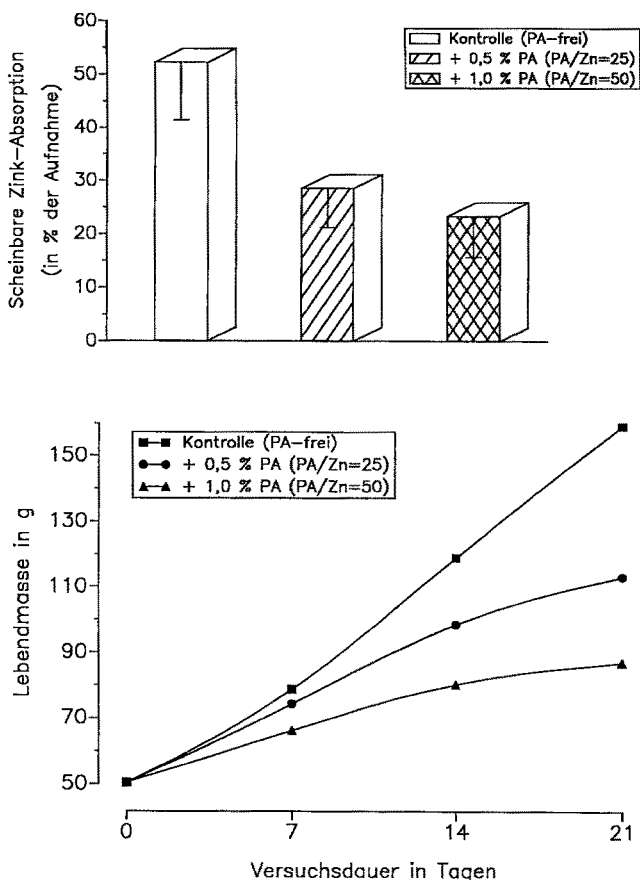 Scheinbare Zink-Absorption
(in % der Aufnahme)
60
50
40
30
20
10
0
Kontrolle (PA-frei)
+ 0,5 % PA (PA/Zn=25)
+ 1,0 % PA (PA/Zn=50)
Lebendmasse in g
150
130
110
90
70
50
Kontrolle (PA-frei)
+ 0,5 % PA (PA/Zn=25)
+ 1,0 % PA (PA/Zn=50)
0 7 14 21
Versuchsdauer in Tagen